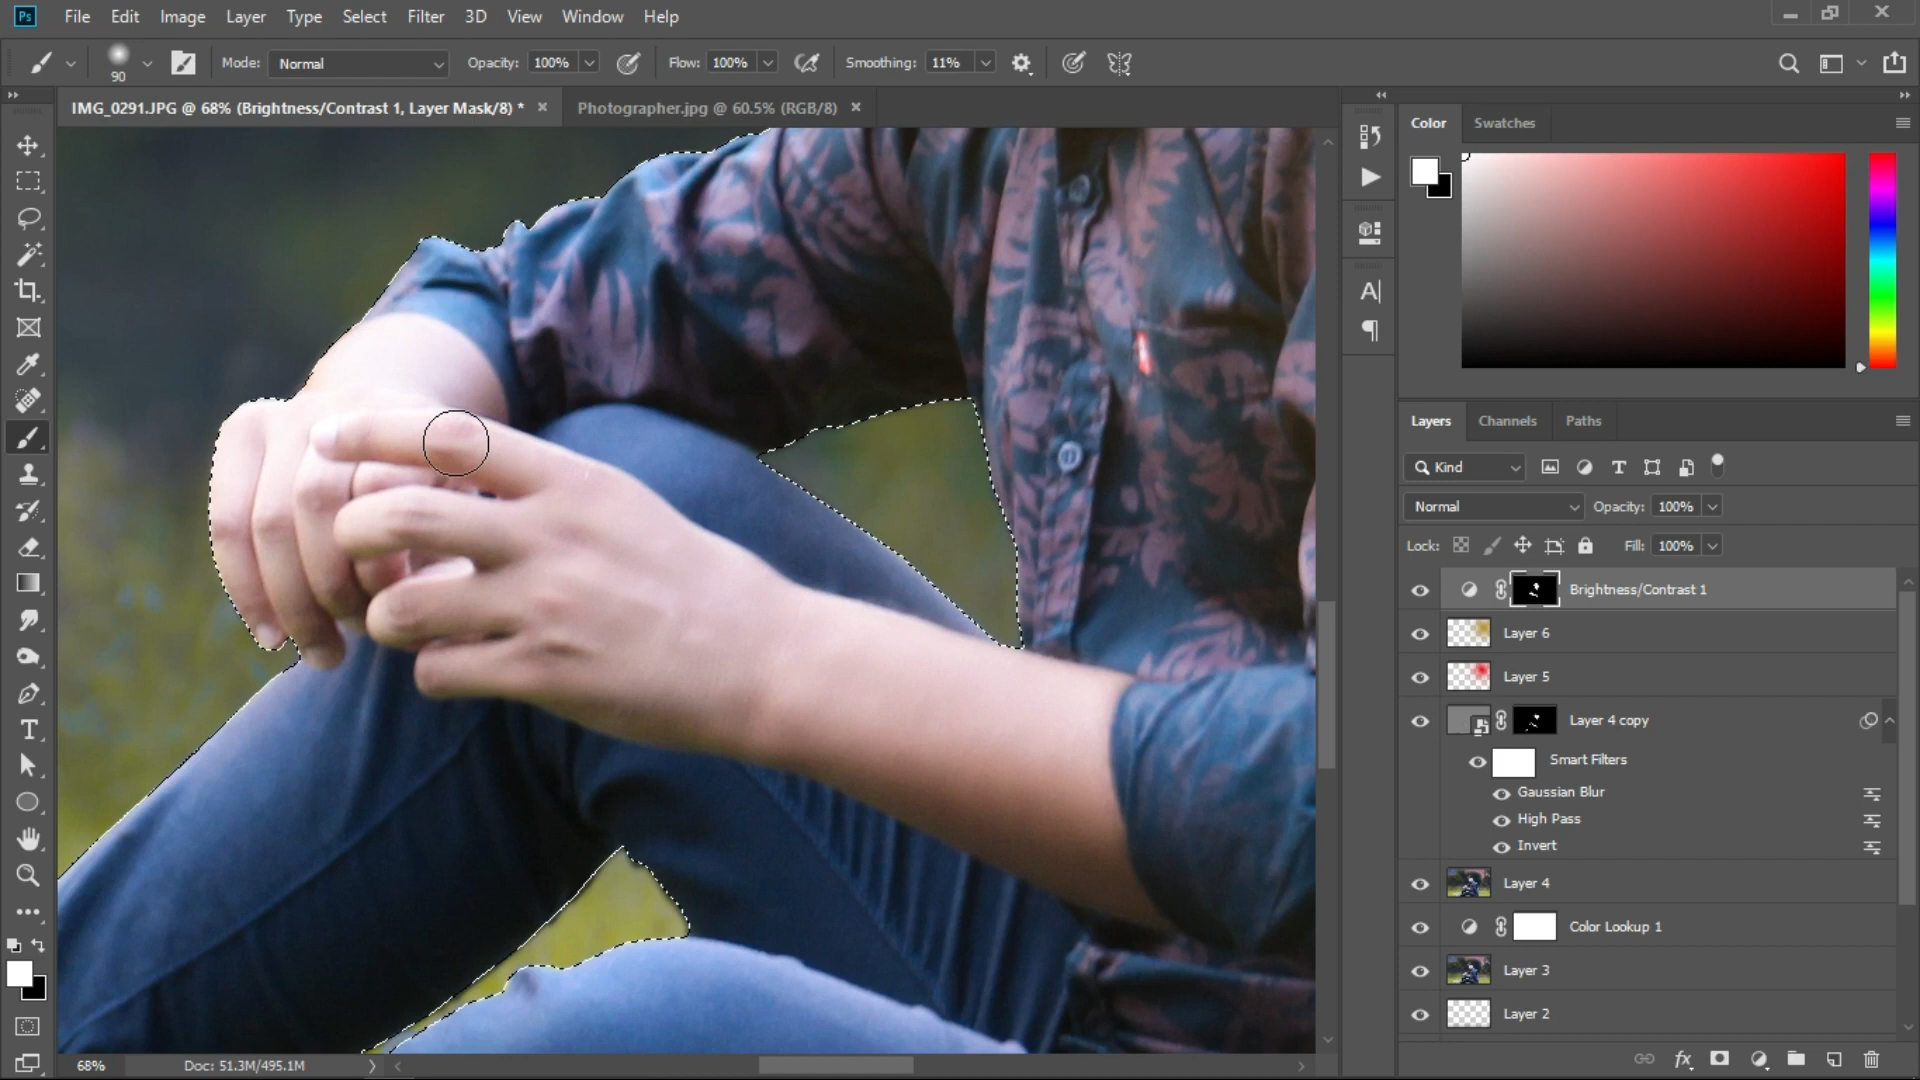 Ps File Edit Image Layer Type Select Filter 3D View Window Help
90 Mode: Normal Opacity: 100% Flow: 100% Smoothing: 11%
IMG_0291.JPG @ 68% (Brightness/Contrast 1, Layer Mask/8) * Photographer.jpg @ 60.5% (RGB/8)
Color Swatches
Layers Channels Paths
Kind
Normal Opacity: 100%
Lock: Fill: 100%
Brightness/Contrast 1
Layer 6
Layer 5
Layer 4 copy
Smart Filters
Gaussian Blur
High Pass
Invert
Layer 4
Color Lookup 1
Layer 3
Layer 2
68% Doc: 51.3M/495.1M
fx